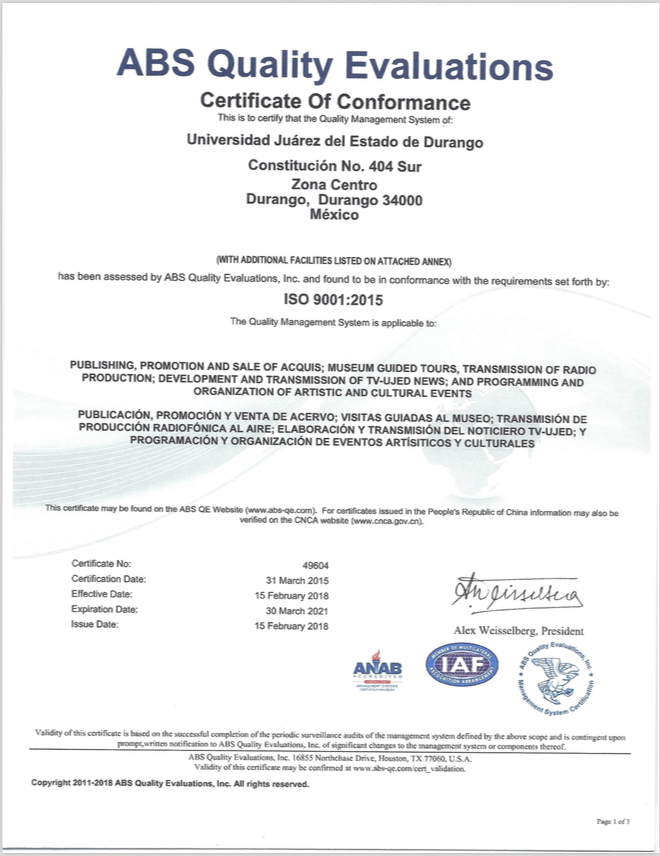 ABS Quality Evaluations
Certificate Of Conformance
This is to certify that the Quality Management System of:
Universidad Juárez del Estado de Durango
Constitución No. 404 Sur
Zona Centro
Durango, Durango 34000
México
(WITH ADDITIONAL FACILITIES LISTED ON ATTACHED ANNEX)
has been assessed by ABS Quality Evaluations, Inc. and found to be in conformance with the requirements set forth by:
ISO 9001:2015
The Quality Management System is applicable to:
PUBLISHING, PROMOTION AND SALE OF ACQUIS; MUSEUM GUIDED TOURS, TRANSMISSION OF RADIO
PRODUCTION; DEVELOPMENT AND TRANSMISSION OF TV-UJED NEWS; AND PROGRAMMING AND
ORGANIZATION OF ARTISTIC AND CULTURAL EVENTS
PUBLICACIÓN, PROMOCIÓN Y VENTA DE ACERVO; VISITAS GUIADAS AL MUSEO; TRANSMISIÓN DE
PRODUCCIÓN RADIOFÓNICA AL AIRE; ELABORACIÓN Y TRANSMISIÓN DEL NOTICIERO TV-UJED; Y
PROGRAMACIÓN Y ORGANIZACIÓN DE EVENTOS ARTÍSITICOS Y CULTURALES
This certificate may be found on the ABS QE Website (www.abs-qe.com). For certificates issued in the People's Republic of China information may also be
verified on the CNCA website (www.cnca.gov.cn).
Certificate No: 49604
Certification Date: 31 March 2015
Effective Date: 15 February 2018
Expiration Date: 30 March 2021
Issue Date: 15 February 2018
Alex Weisselberg, President
ANAB
ACCREDITED
MANAGEMENT SYSTEMS
CERTIFICATION BODY
MEMBER OF MULTILATERAL
IAF
RECOGNITION ARRANGEMENT
ABS Quality Evaluations, Inc.
Management System Certification
Validity of this certificate is based on the successful completion of the periodic surveillance audits of the management system defined by the above scope and is contingent upon
prompt,written notification to ABS Quality Evaluations, Inc. of significant changes to the management system or components thereof.
ABS Quality Evaluations, Inc. 16855 Northchase Drive, Houston, TX 77060, U.S.A.
Validity of this certificate may be confirmed at www.abs-qe.com/cert_validation.
Copyright 2011-2018 ABS Quality Evaluations, Inc. All rights reserved.
Page 1 of 3